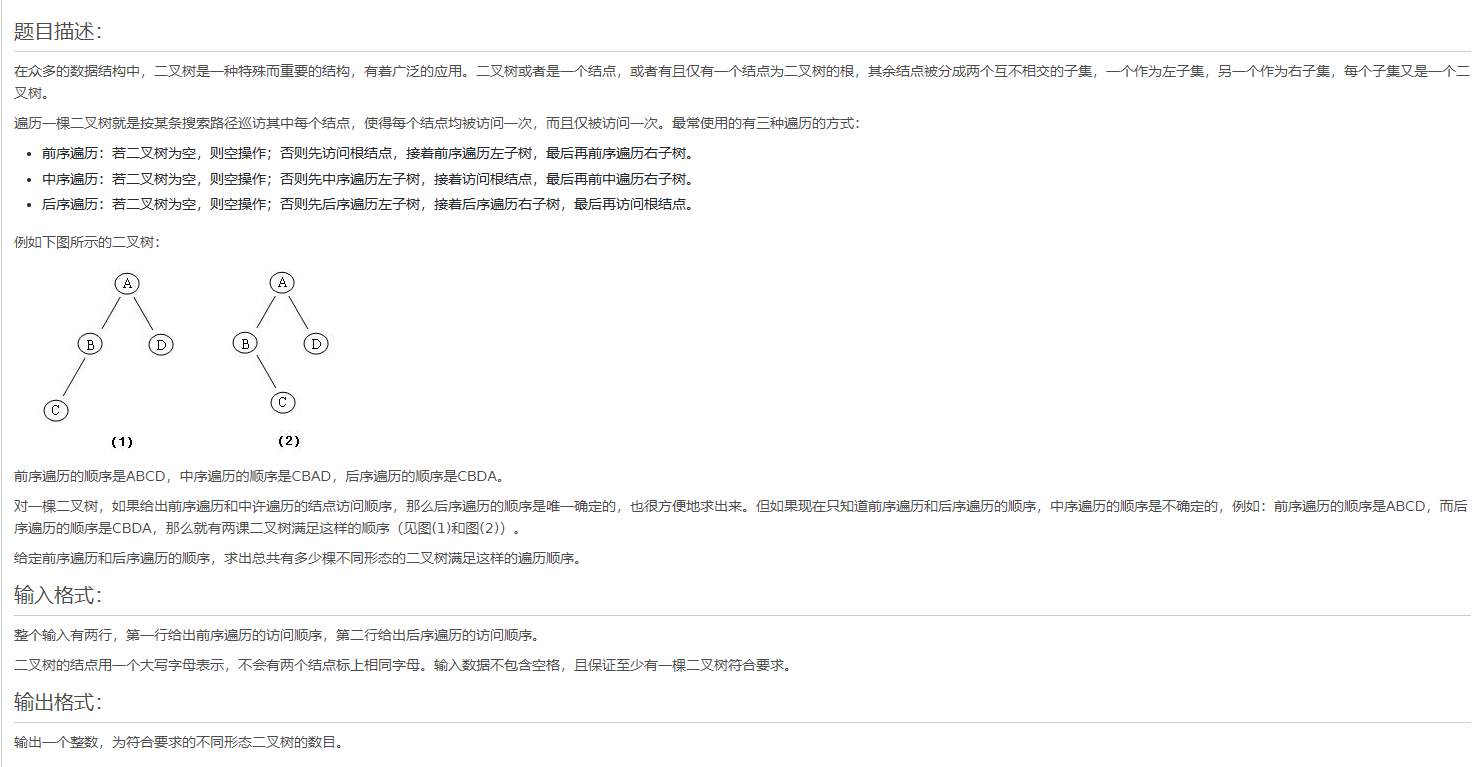 题目描述：
在众多的数据结构中，二叉树是一种特殊而重要的结构，有着广泛的应用。二叉树或者是一个结点，或者有且仅有一个结点为二叉树的根，其余结点被分成两个互不相交的子集，一个作为左子集，另一个作为右子集，每个子集又是一个二
叉树。
遍历一棵二叉树就是按某条搜索路径巡访其中每个结点，使得每个结点均被访问一次，而且仅被访问一次。最常使用的有三种遍历的方式：
• 前序遍历：若二叉树为空，则空操作；否则先访问根结点，接着前序遍历左子树，最后再前序遍历右子树。
• 中序遍历：若二叉树为空，则空操作；否则先中序遍历左子树，接着访问根结点，最后再前中遍历右子树。
• 后序遍历：若二叉树为空，则空操作；否则先后序遍历左子树，接着后序遍历右子树，最后再访问根结点。
例如下图所示的二叉树：
A A
B D B D
C C
(1) (2)
前序遍历的顺序是ABCD，中序遍历的顺序是CBAD，后序遍历的顺序是CBDA。
对一棵二叉树，如果给出前序遍历和中许遍历的结点访问顺序，那么后序遍历的顺序是唯一确定的，也很方便地求出来。但如果现在只知道前序遍历和后序遍历的顺序，中序遍历的顺序是不确定的，例如：前序遍历的顺序是ABCD，而后
序遍历的顺序是CBDA，那么就有两课二叉树满足这样的顺序（见图(1)和图(2)）。
给定前序遍历和后序遍历的顺序，求出总共有多少棵不同形态的二叉树满足这样的遍历顺序。
输入格式：
整个输入有两行，第一行给出前序遍历的访问顺序，第二行给出后序遍历的访问顺序。
二叉树的结点用一个大写字母表示，不会有两个结点标上相同字母。输入数据不包含空格，且保证至少有一棵二叉树符合要求。
输出格式：
输出一个整数，为符合要求的不同形态二叉树的数目。